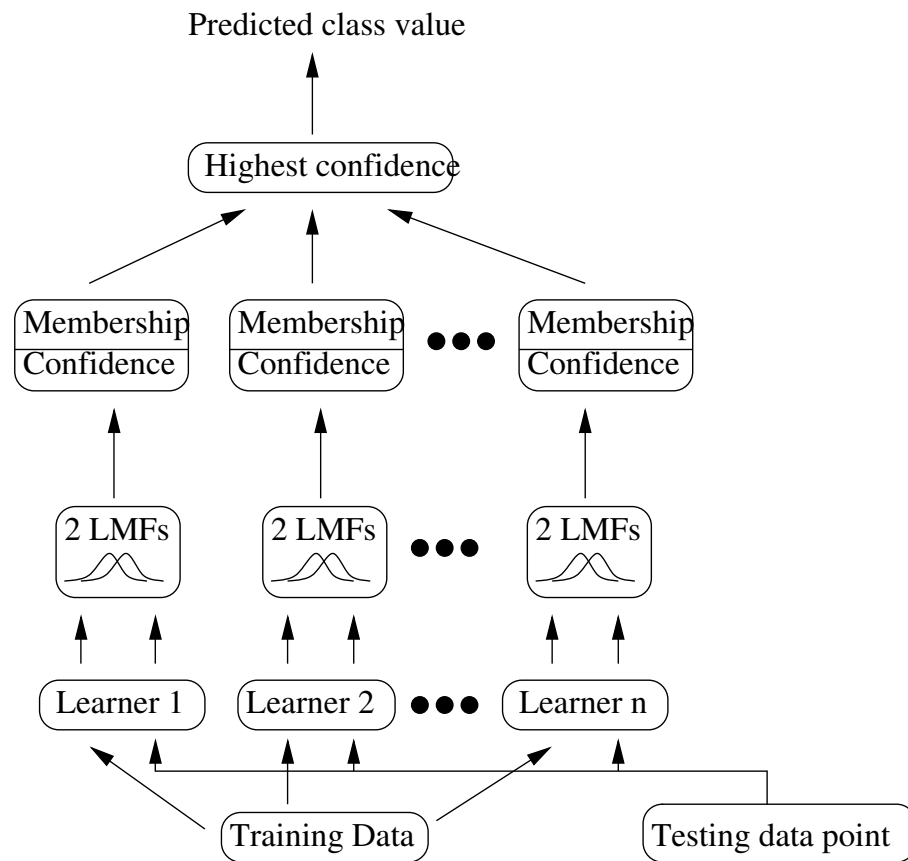 Predicted class value
Highest confidence
Membership
Confidence
Membership
Confidence
Membership
Confidence
2 LMFs
2 LMFs
2 LMFs
Learner 1
Learner 2
Learner n
Training Data
Testing data point